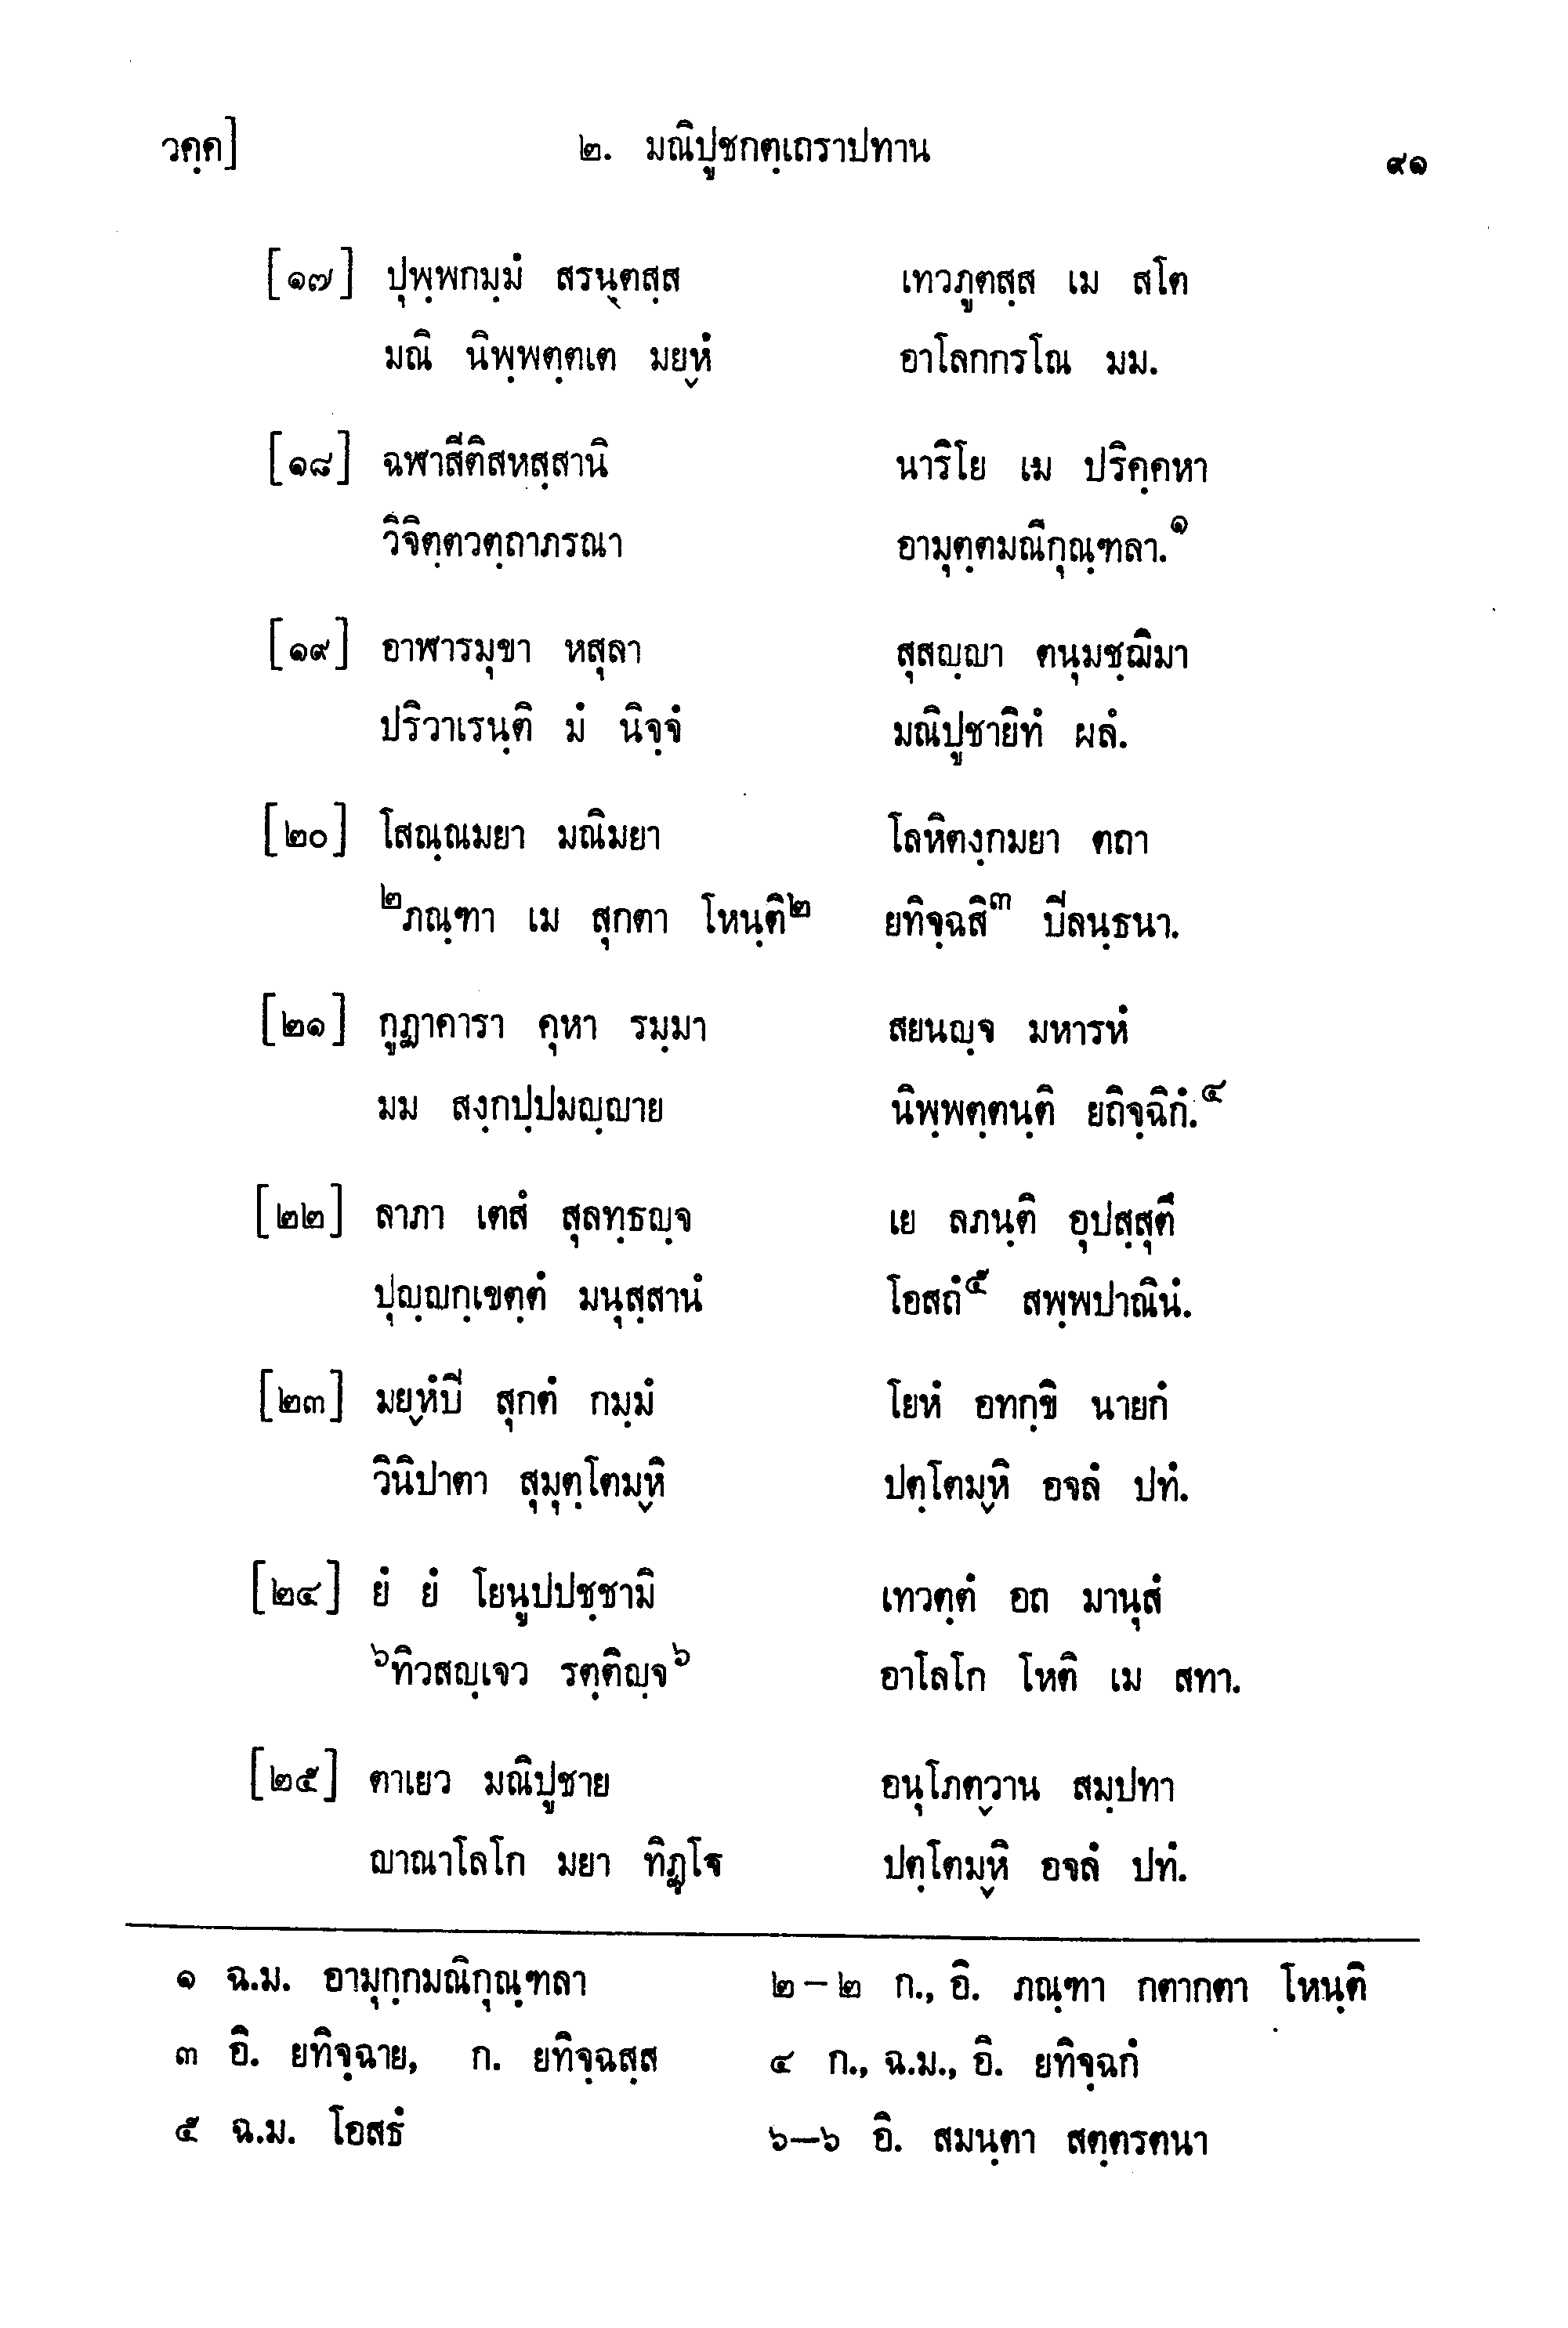 วคฺค] ๒. มณิปูชกตฺเถราปทาน ๙๑
[๑๗] ปุพฺพกมฺมํ สรนฺตสฺส เทวภูตสฺส เม สโต
มณิ นิพฺพตฺตเต มยฺหํ อาโลกกรโณ มม.
[๑๘] ฉฬาสีติสหสฺสานิ นาริโย เม ปริคฺคหา
วิจิตฺตวตฺถาภรณา อามุตฺตมณิกุณฺฑลา.๑
[๑๙] อาฬารมุขา หสุลา สุสญฺญา ตนุมชฺฌิมา
ปริวาเรนฺติ มํ นิจฺจํ มณิปูชายิทํ ผลํ.
[๒๐] โสณฺณมยา มณิมยา โลหิตงฺกมยา ตถา
๒ภณฺฑา เม สุกตา โหนฺติ๒ ยทิจฺฉสิ๓ ปิลนฺธนา.
[๒๑] กูฏาคารา คุหา รมฺมา สยนญฺจ มหารหํ
มม สงฺกปฺปมญฺญาย นิพฺพตฺตนฺติ ยถิจฺฉิกํ.๔
[๒๒] ลาภา เตสํ สุลทฺธญฺจ เย ลภนฺติ อุปสฺสุตึ
ปุญฺญกฺเขตฺตํ มนุสฺสานํ โอสถํ๕ สพฺพปาณินํ.
[๒๓] มยฺหํปิ สุกตํ กมฺมํ โยหํ อทกฺขิ นายกํ
วินิปาตา สุมุตฺโตมฺหิ ปตฺโตมฺหิ อจลํ ปทํ.
[๒๔] ยํ ยํ โยนูปปชฺชามิ เทวตฺตํ อถ มานุสํ
๖ทิวสญฺเจว รตฺติญฺจ๖ อาโลโก โหติ เม สทา.
[๒๕] ตาเยว มณิปูชาย อนุโภตฺวาน สมฺปทา
ญาณาโลโก มยา ทิฏฺโฐ ปตฺโตมฺหิ อจลํ ปทํ.
๑ ฉ.ม. อามุกฺกมณิกุณฺฑลา ๒-๒ ก., อิ. ภณฺฑา กตากตา โหนฺติ
๓ อิ. ยทิจฺฉาย, ก. ยทิจฺฉสฺส ๔ ก., ฉ.ม., อิ. ยทิจฺฉกํ
๕ ฉ.ม. โอสธํ ๖-๖ อิ. สมนฺตา สตฺตรตนา